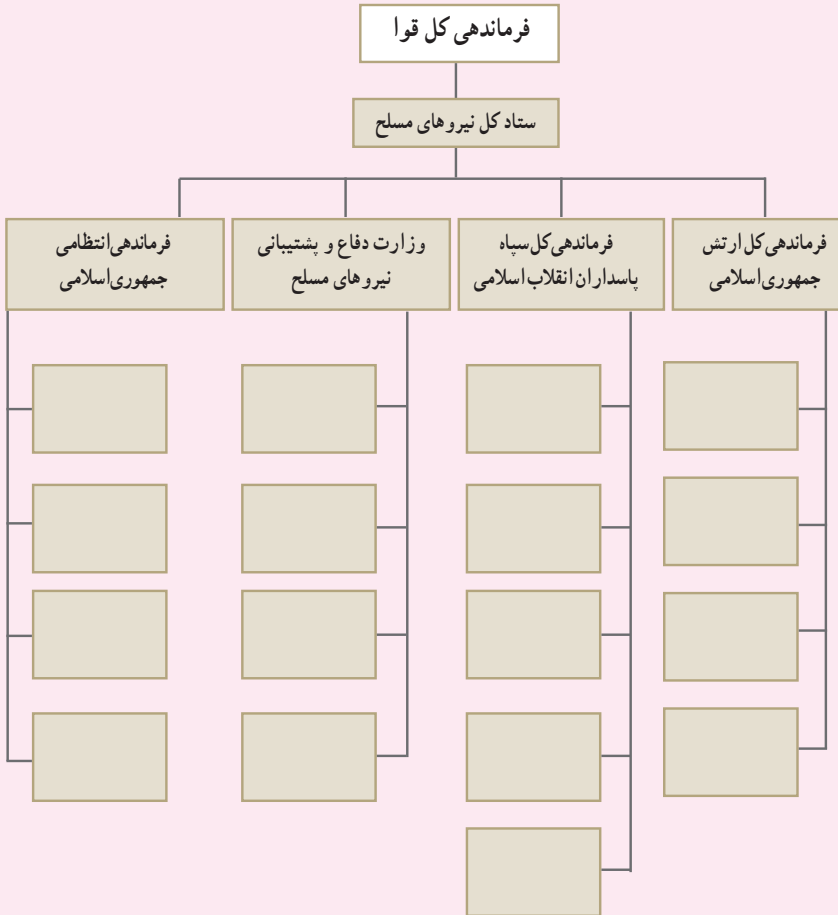 فرماندهی کل قوا
ستاد کل نیروهای مسلح
فرماندهی کل ارتش
جمهوری اسلامی
فرماندهی کل سپاه
پاسداران انقلاب اسلامی
وزارت دفاع و پشتیبانی
نیروهای مسلح
فرماندهی انتظامی
جمهوری اسلامی